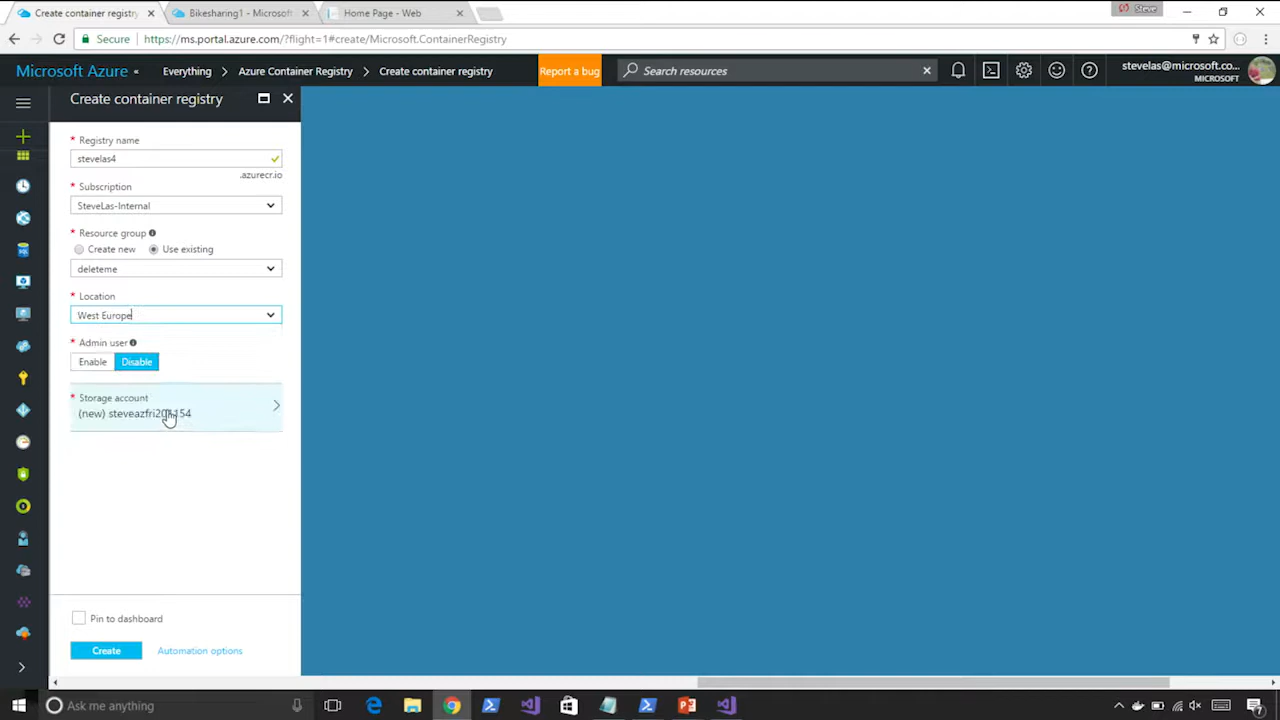 Create container registry
Bikesharing1 - Microsoft
Home Page - Web
Steve
Secure
https://ms.portal.azure.com/?flight=1#create/Microsoft.ContainerRegistry
Microsoft Azure
Everything
Azure Container Registry
Create container registry
Report a bug
Search resources
stevelas@microsoft.co...
MICROSOFT
Create container registry
* Registry name
stevelas4
.azurecr.io
* Subscription
SteveLas-Internal
* Resource group
Create new
Use existing
deleteme
* Location
West Europe
* Admin user
Enable
Disable
* Storage account
(new)
Pin to dashboard
Create
Automation options
Ask me anything